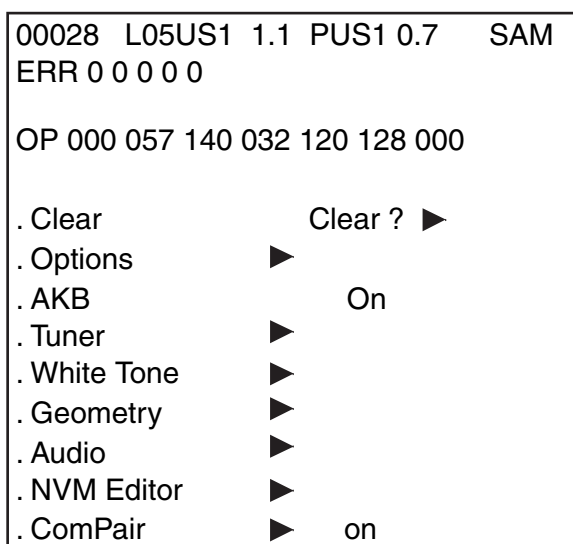 00028 L05US1 1.1 PUS1 0.7 SAM
ERR 0 0 0 0 0
OP 000 057 140 032 120 128 000
. Clear Clear ? ▶
. Options ▶
. AKB On
. Tuner ▶
. White Tone ▶
. Geometry ▶
. Audio ▶
. NVM Editor ▶
. ComPair ▶ on